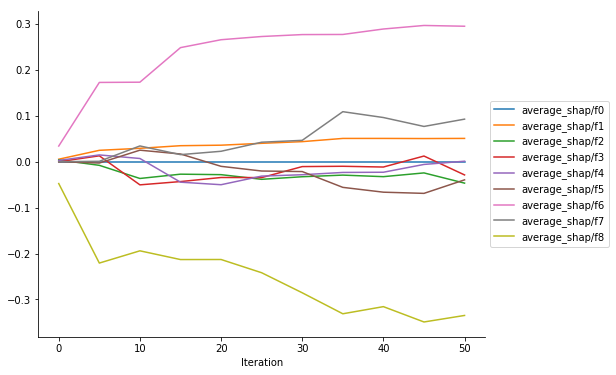 0.3
0.2
0.1
0.0
−0.1
−0.2
−0.3
0
10
20
30
40
50
Iteration
average_shap/f0
average_shap/f1
average_shap/f2
average_shap/f3
average_shap/f4
average_shap/f5
average_shap/f6
average_shap/f7
average_shap/f8